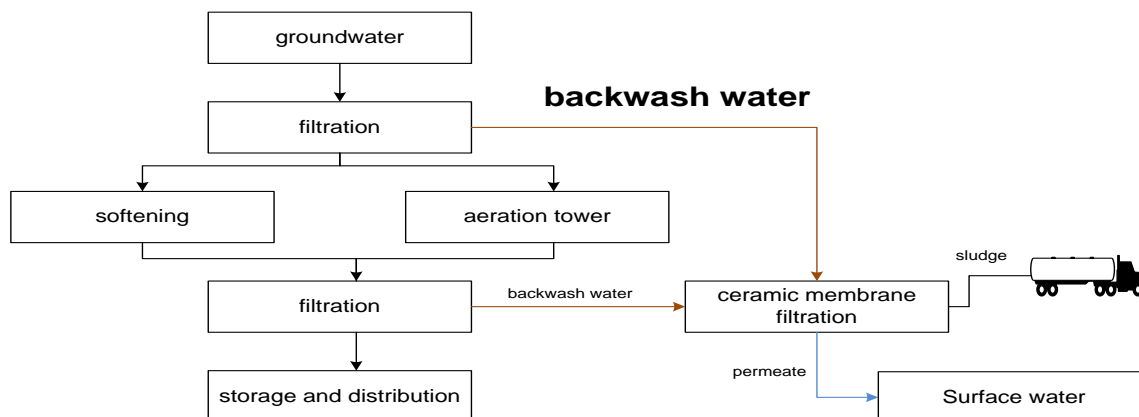 groundwater
backwash water
filtration
softening
aeration tower
sludge
filtration
backwash water
ceramic membrane
filtration
permeate
storage and distribution
Surface water